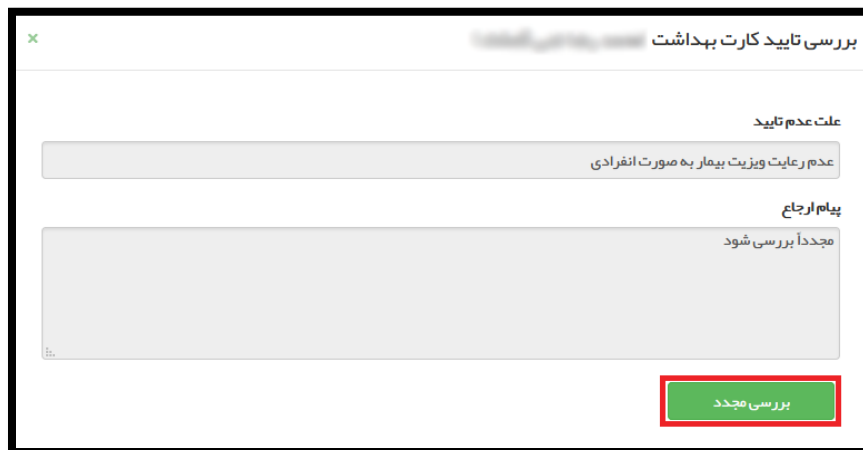 بررسی تایید کارت بهداشت
×
علت عدم تایید
عدم رعایت ویزیت بیمار به صورت انفرادی
پیام ارجاع
مجدداً بررسی شود
بررسی مجدد